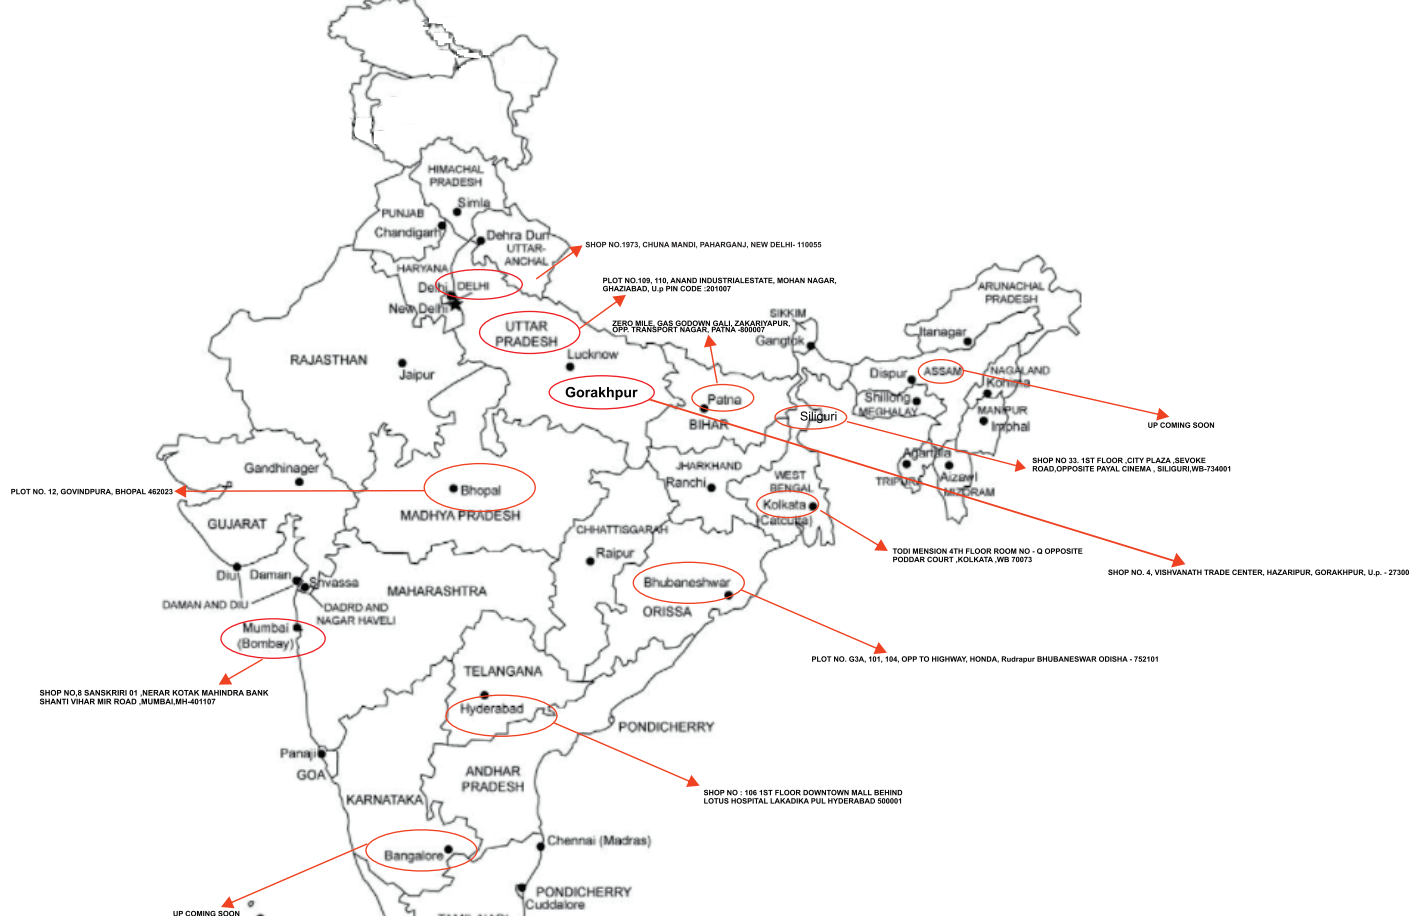 HIMACHAL
PRADESH
Simla
PUNJAB
Chandigarh
Dehra Dun
UTTAR-
ANCHAL
SHOP NO.1973, CHUNA MANDI, PAHARGANJ, NEW DELHI- 110055
HARYANA
Delhi
DELHI
New Delhi
PLOT NO.109, 110, ANAND INDUSTRIALESTATE, MOHAN NAGAR,
GHAZIABAD, U.p PIN CODE :201007
ARUNACHAL
PRADESH
SIKKIM
Gangtok
Itanagar
ZERO MILE, GAS GODOWN GALI, ZAKARIYAPUR,
OPP. TRANSPORT NAGAR, PATNA -800007
UTTAR
PRADESH
Lucknow
RAJASTHAN
Jaipur
Dispur
ASSAM
NAGALAND
Kohima
Gorakhpur
Patna
BIHAR
Shillong
MEGHALAY
MANIPUR
Imphal
Siliguri
UP COMING SOON
Agartala
TRIPURA
Aizawl
MIZORAM
SHOP NO 33. 1ST FLOOR ,CITY PLAZA ,SEVOKE
ROAD,OPPOSITE PAYAL CINEMA , SILIGURI,WB-734001
Gandhinager
JHARKHAND
Ranchi
WEST
BENGAL
Kolkata
(Catcutta)
PLOT NO. 12, GOVINDPURA, BHOPAL 462023
Bhopal
MADHYA PRADESH
GUJARAT
CHHATTISGARAH
Raipur
TODI MENSION 4TH FLOOR ROOM NO - Q OPPOSITE
PODDAR COURT ,KOLKATA ,WB 70073
SHOP NO. 4, VISHVANATH TRADE CENTER, HAZARIPUR, GORAKHPUR, U.p. - 27300
Diu
Daman
Shvassa
MAHARASHTRA
Bhubaneshwar
ORISSA
DAMAN AND DIU
DADRD AND
NAGAR HAVELI
Mumbai
(Bombay)
PLOT NO. G3A, 101, 104, OPP TO HIGHWAY, HONDA, Rudrapur BHUBANESWAR ODISHA - 752101
SHOP NO,8 SANSKRIRI 01 ,NERAR KOTAK MAHINDRA BANK
SHANTI VIHAR MIR ROAD ,MUMBAI,MH-401107
TELANGANA
Hyderabad
PONDICHERRY
Panaji
GOA
ANDHAR
PRADESH
KARNATAKA
SHOP NO : 106 1ST FLOOR DOWNTOWN MALL BEHIND
LOTUS HOSPITAL LAKADIKA PUL HYDERABAD 500001
Bangalore
Chennai (Madras)
PONDICHERRY
Cuddalore
UP COMING SOON